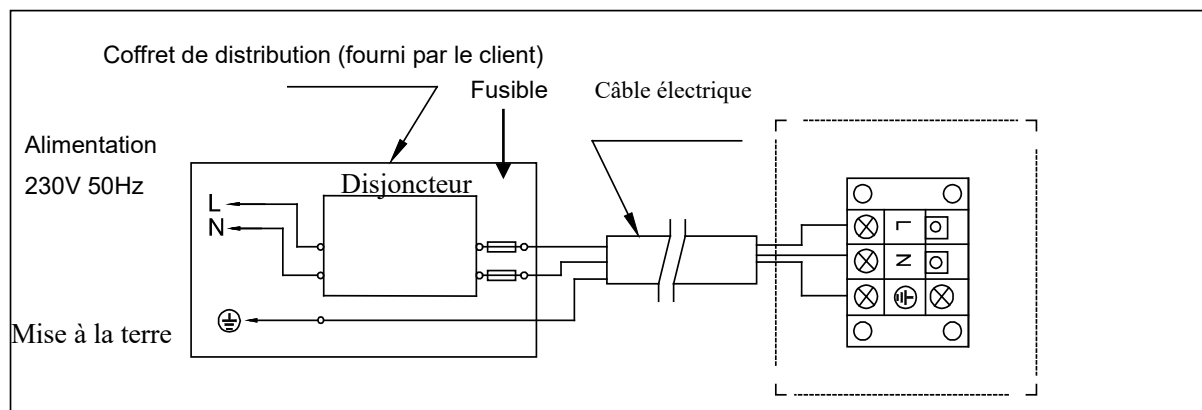 Coffret de distribution (fourni par le client)
Fusible
Câble électrique
Alimentation
230V 50Hz
Disjoncteur
L
N
L
N
Mise à la terre